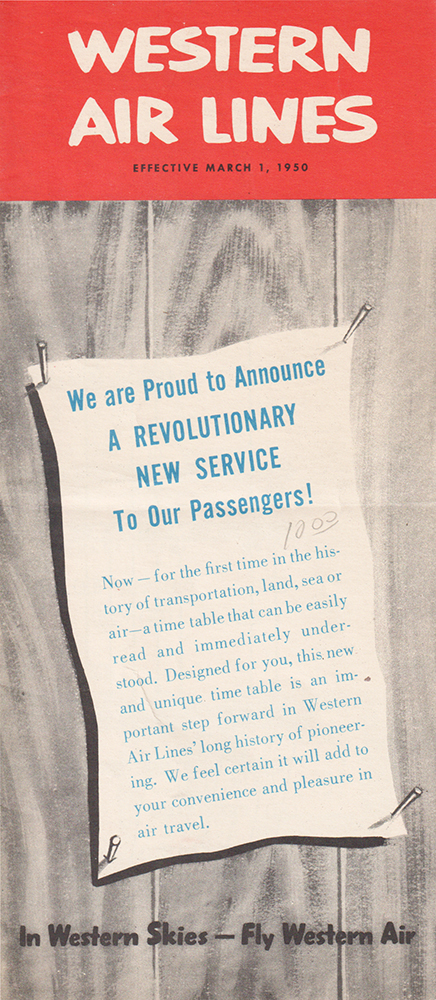 WESTERN
AIR LINES
EFFECTIVE MARCH 1, 1950
We are Proud to Announce
A REVOLUTIONARY
NEW SERVICE
To Our Passengers!
10 00
Now — for the first time in the his-
tory of transportation, land, sea or
air—a time table that can be easily
read and immediately under-
stood. Designed for you, this new
and unique time table is an im-
portant step forward in Western
Air Lines' long history of pioneer-
ing. We feel certain it will add to
your convenience and pleasure in
air travel.
In Western Skies — Fly Western Air